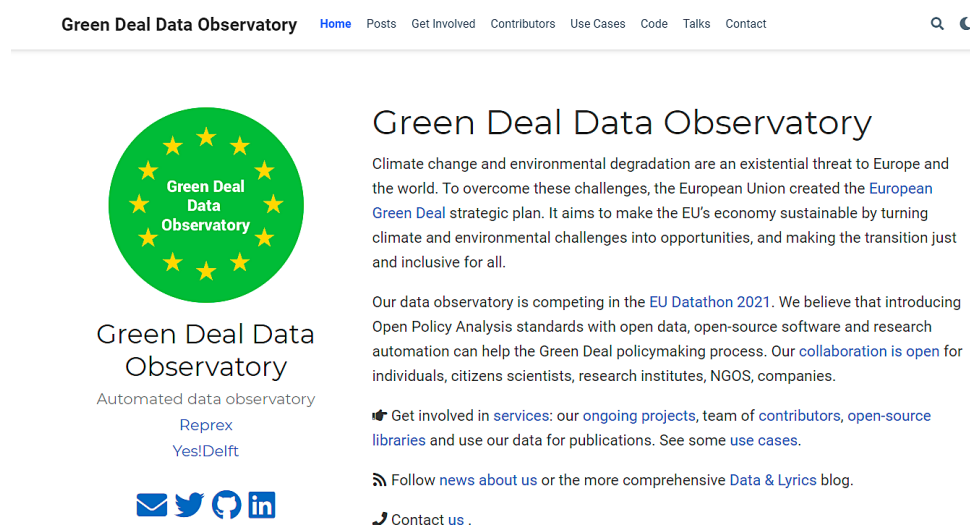 Green Deal Data Observatory Home Posts Get Involved Contributors Use Cases Code Talks Contact
Green Deal
Data
Observatory
Green Deal Data
Observatory
Automated data observatory
Reprex
Yes!Delft
Green Deal Data Observatory
Climate change and environmental degradation are an existential threat to Europe and
the world. To overcome these challenges, the European Union created the European
Green Deal strategic plan. It aims to make the EU’s economy sustainable by turning
climate and environmental challenges into opportunities, and making the transition just
and inclusive for all.
Our data observatory is competing in the EU Datathon 2021. We believe that introducing
Open Policy Analysis standards with open data, open-source software and research
automation can help the Green Deal policymaking process. Our collaboration is open for
individuals, citizens scientists, research institutes, NGOS, companies.
Get involved in services: our ongoing projects, team of contributors, open-source
libraries and use our data for publications. See some use cases.
Follow news about us or the more comprehensive Data & Lyrics blog.
Contact us .